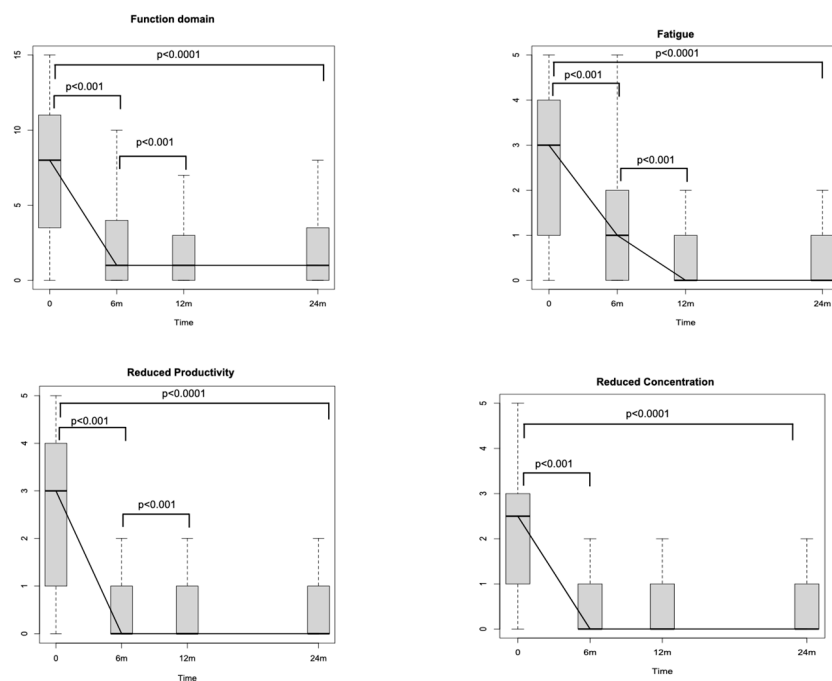 Function domain
p<0.0001
p<0.001
p<0.001
15
10
5
0
0 6m 12m 24m
Time
Fatigue
p<0.0001
p<0.001
p<0.001
5
4
3
2
1
0
0 6m 12m 24m
Time
Reduced Productivity
p<0.0001
p<0.001
p<0.001
5
4
3
2
1
0
0 6m 12m 24m
Time
Reduced Concentration
p<0.0001
p<0.001
5
4
3
2
1
0
0 6m 12m 24m
Time